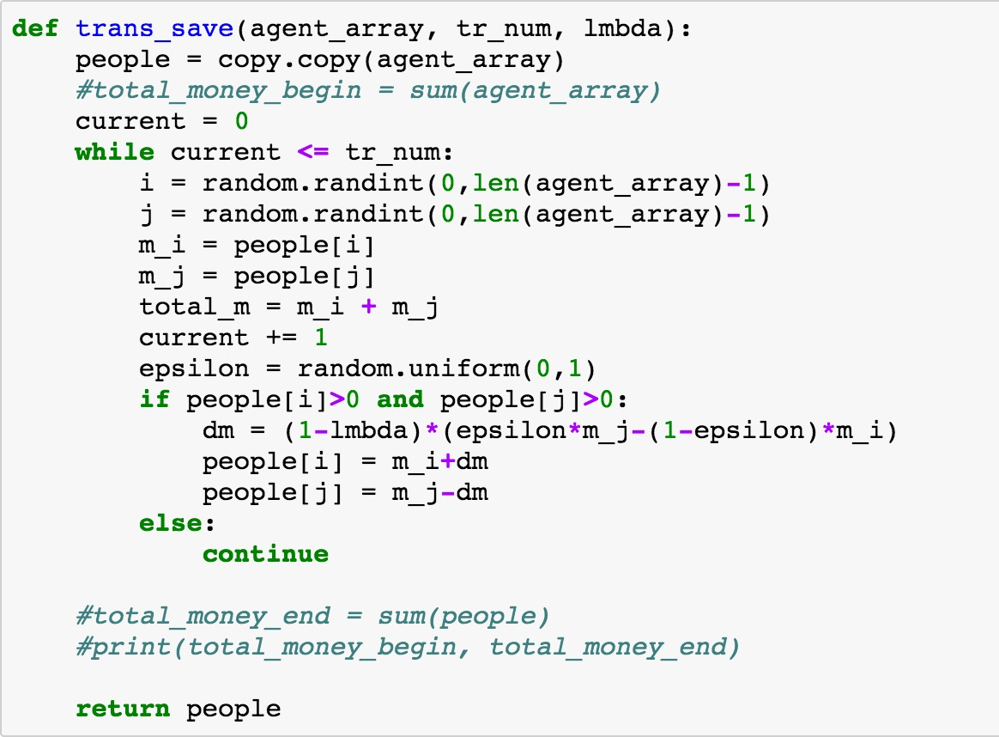 def trans_save(agent_array, tr_num, lmbda):
    people = copy.copy(agent_array)
    #total_money_begin = sum(agent_array)
    current = 0
    while current <= tr_num:
        i = random.randint(0,len(agent_array)-1)
        j = random.randint(0,len(agent_array)-1)
        m_i = people[i]
        m_j = people[j]
        total_m = m_i + m_j
        current += 1
        epsilon = random.uniform(0,1)
        if people[i]>0 and people[j]>0:
            dm = (1-lmbda)*(epsilon*m_j-(1-epsilon)*m_i)
            people[i] = m_i+dm
            people[j] = m_j-dm
        else:
            continue

    #total_money_end = sum(people)
    #print(total_money_begin, total_money_end)

    return people